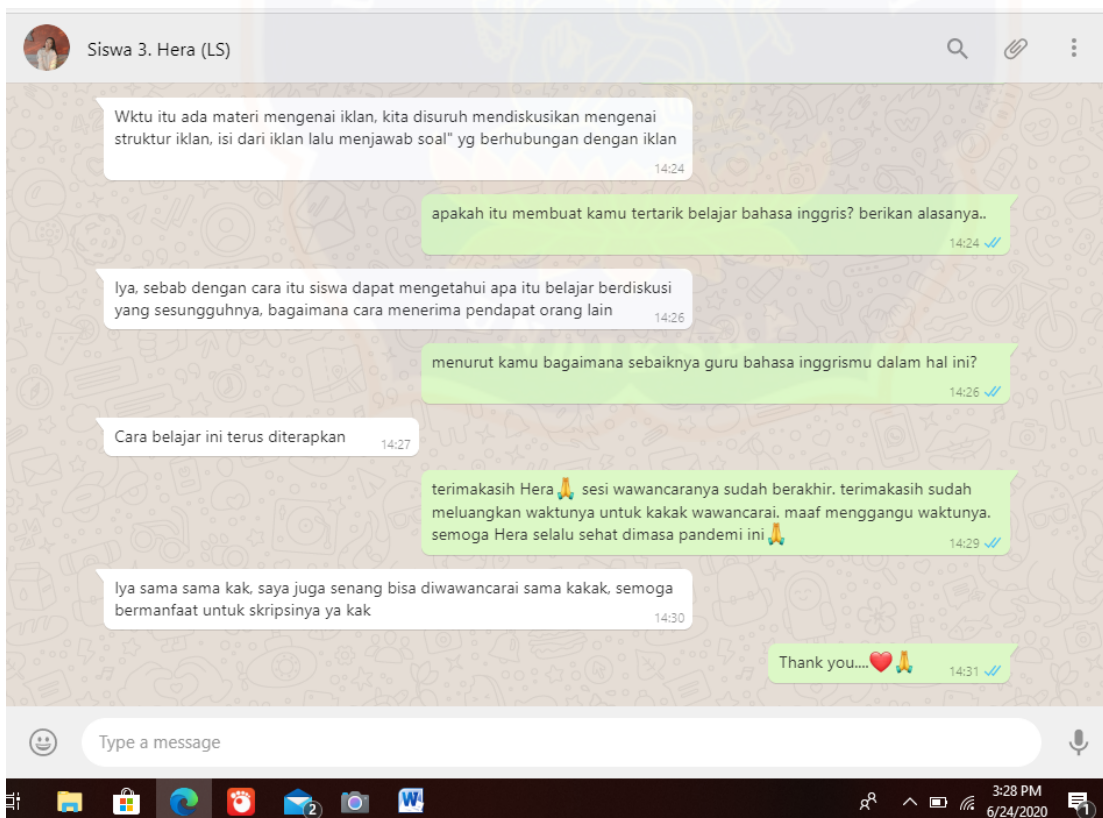 Siswa 3. Hera (LS)
Wktu itu ada materi mengenai iklan, kita disuruh mendiskusikan mengenai
struktur iklan, isi dari iklan lalu menjawab soal" yg berhubungan dengan iklan
14:24
apakah itu membuat kamu tertarik belajar bahasa inggris? berikan alasanya..
14:24
Iya, sebab dengan cara itu siswa dapat mengetahui apa itu belajar berdiskusi
yang sesungguhnya, bagaimana cara menerima pendapat orang lain 14:26
menurut kamu bagaimana sebaiknya guru bahasa inggrismu dalam hal ini?
14:26
Cara belajar ini terus diterapkan 14:27
terimakasih Hera🙏 sesi wawancaranya sudah berakhir. terimakasih sudah
meluangkan waktunya untuk kakak wawancarai. maaf menggangu waktunya.
semoga Hera selalu sehat dimasa pandemi ini🙏 14:29
Iya sama sama kak, saya juga senang bisa diwawancarai sama kakak, semoga
bermanfaat untuk skripsinya ya kak 14:30
Thank you....❤️🙏 14:31
Type a message
2
W
3:28 PM
6/24/2020
1